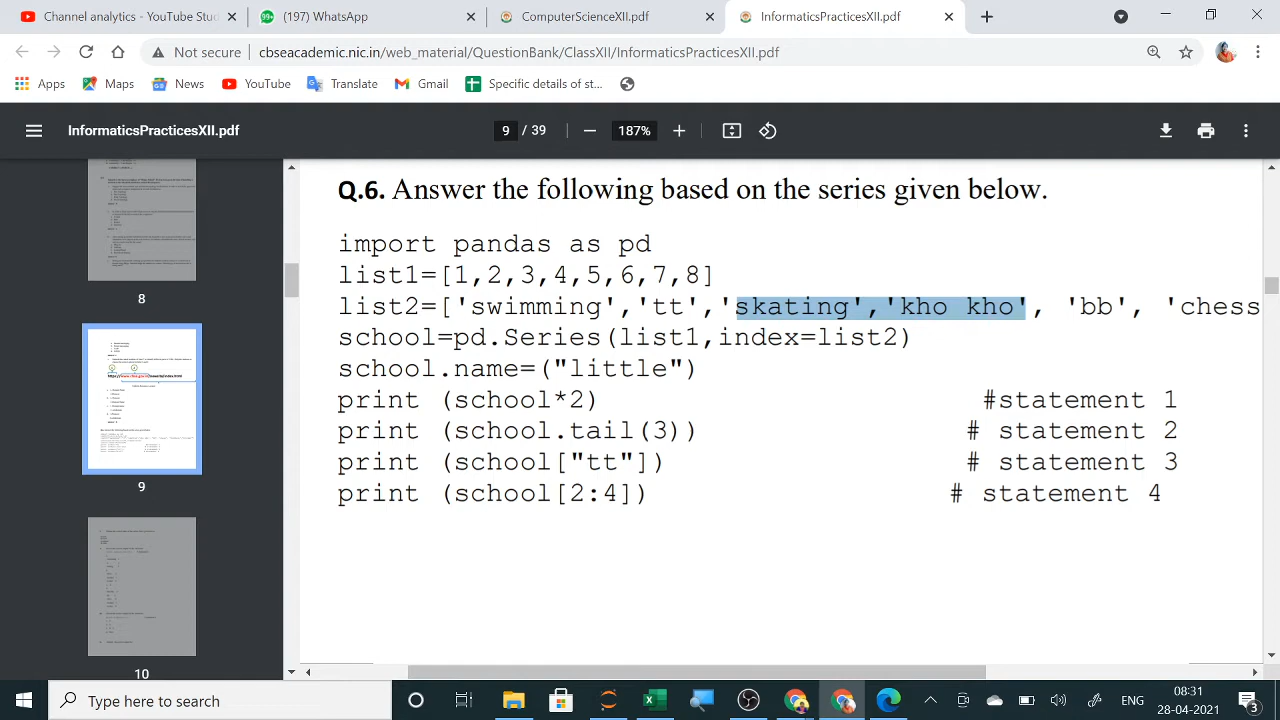 Channel analytics - YouTube Stud
99+ (197) WhatsApp
ComputerScienceXII.pdf
InformaticsPracticesXII.pdf
Not secure cbseacademic.nic.in/web_material/QuestionBank/ClassXII/InformaticsPracticesXII.pdf
Apps Maps News YouTube Translate Gmail Specific details of st...
InformaticsPracticesXII.pdf
9 / 39 187%
8
9
10
Q.6 Answer the following based on the series given below.
import pandas as pd
list1=[1,2,3,4,5,6,7,8]
list2=['swimming','tt','skating','kho kho', 'bb', 'chess
school=pd.Series(list1,index=list2)
school.name=("little")
print (school*2) #statement 1
print (school.tail(3)) # statement 2
print (school["tt"]) # statement 3
print (school[2:4]) # statement 4
Type here to search
ENG
08:31
28-04-2021
3